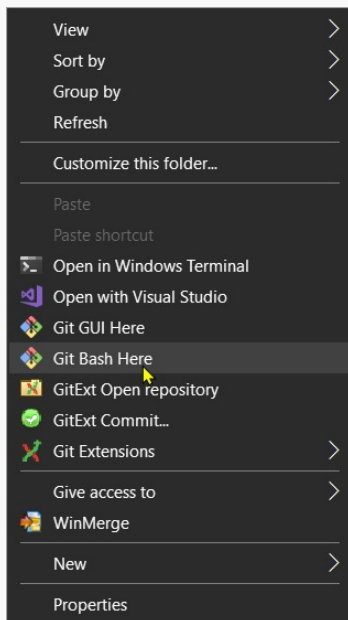 View
Sort by
Group by
Refresh
Customize this folder...
Paste
Paste shortcut
Open in Windows Terminal
Open with Visual Studio
Git GUI Here
Git Bash Here
GitExt Open repository
GitExt Commit...
Git Extensions
Give access to
WinMerge
New
Properties